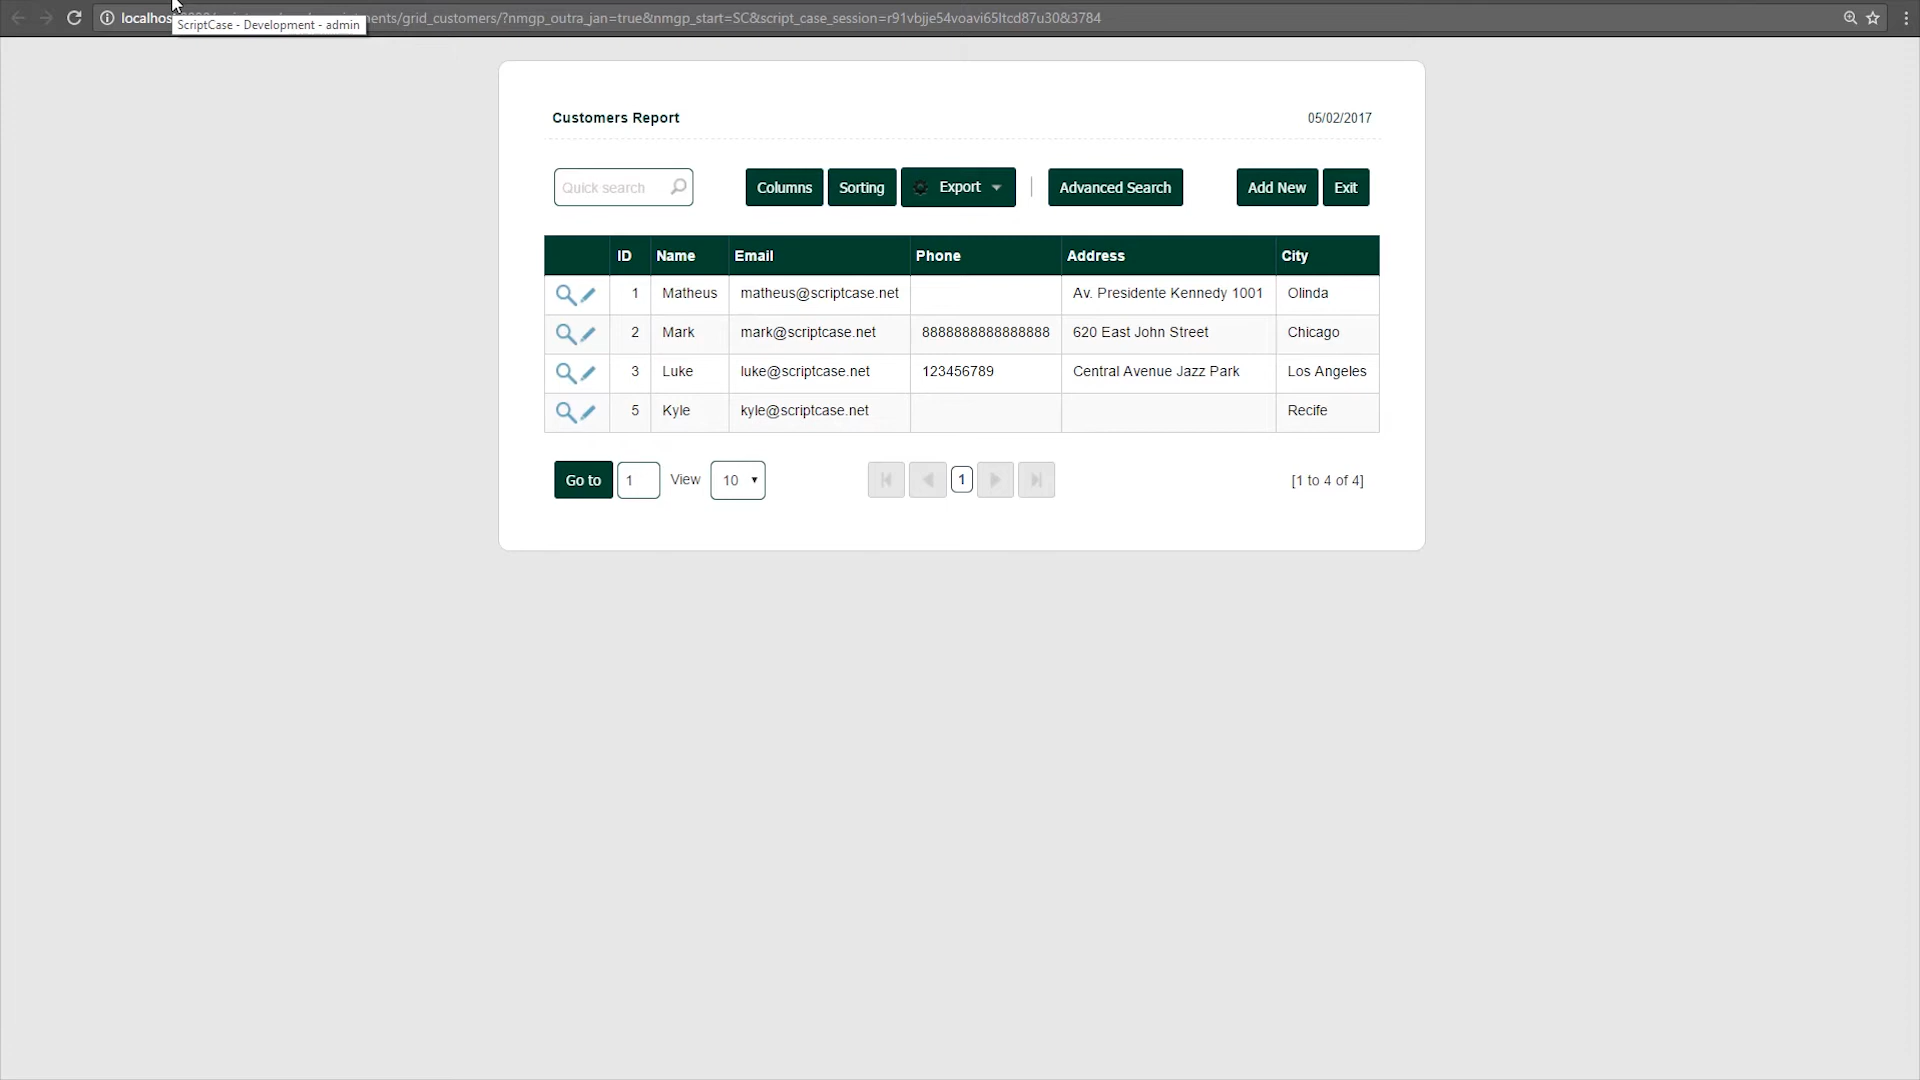 localhos ments/grid_customers/?nmgp_outra_jan=true&nmgp_start=SC&script_case_session=r91vbjje54voavi65ltcd87u30&3784
ScriptCase - Development - admin
Customers Report 05/02/2017
Quick search Columns Sorting Export Advanced Search Add New Exit
ID Name Email Phone Address City
1 Matheus matheus@scriptcase.net Av. Presidente Kennedy 1001 Olinda
2 Mark mark@scriptcase.net 8888888888888888 620 East John Street Chicago
3 Luke luke@scriptcase.net 123456789 Central Avenue Jazz Park Los Angeles
5 Kyle kyle@scriptcase.net Recife
Go to 1 View 10 1 [1 to 4 of 4]